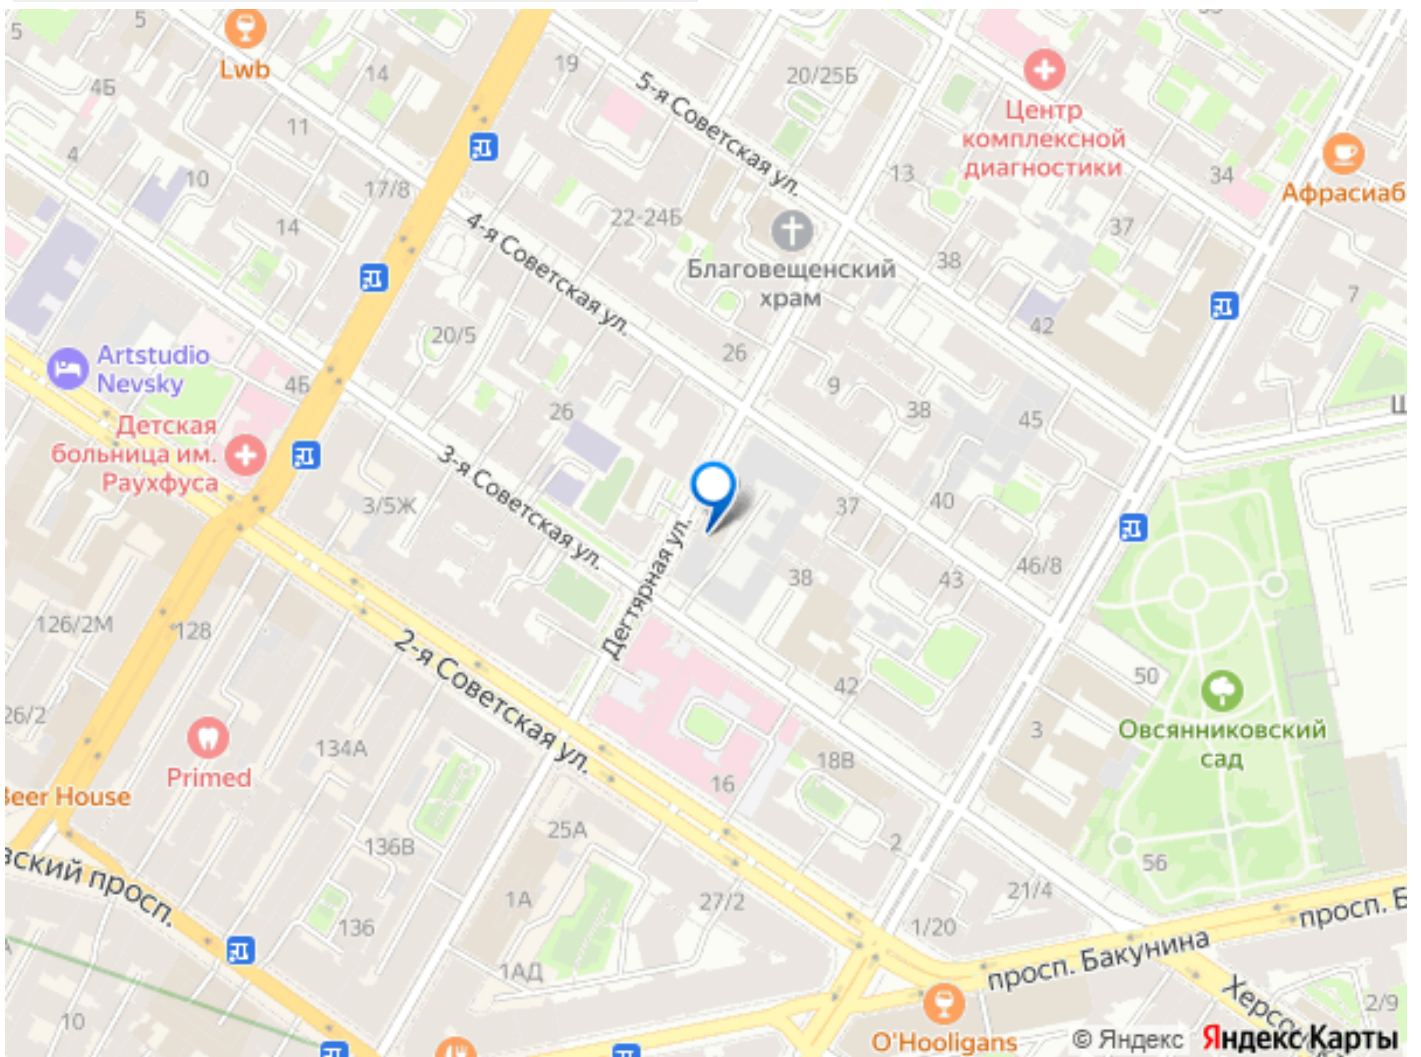 5
5
Lwb
14
19
20/25Б
Центр
комплексной
диагностики
4Б
11
5-я Советская ул.
4
10
17/8
13
34
Афрасиаб
14
22-24Б
4-я Советская ул.
Благовещенский
храм
38
37
7
42
20/5
26
Artstudio
Nevsky
4Б
9
38
45
Детская
больница им.
Раухфуса
26
3-я Советская ул.
3/5Ж
37
40
Дегтярная ул.
38
43
46/8
126/2М
128
2-я Советская ул.
42
50
26/2
134А
3
Овсянниковский
сад
Primed
18В
16
Beer House
25А
136В
2
56
вский просп.
1А
27/2
21/4
136
1/20
просп. Б
просп. Бакунина
1АД
10
2/9
O'Hooligans
© Яндекс Яндекс Карты